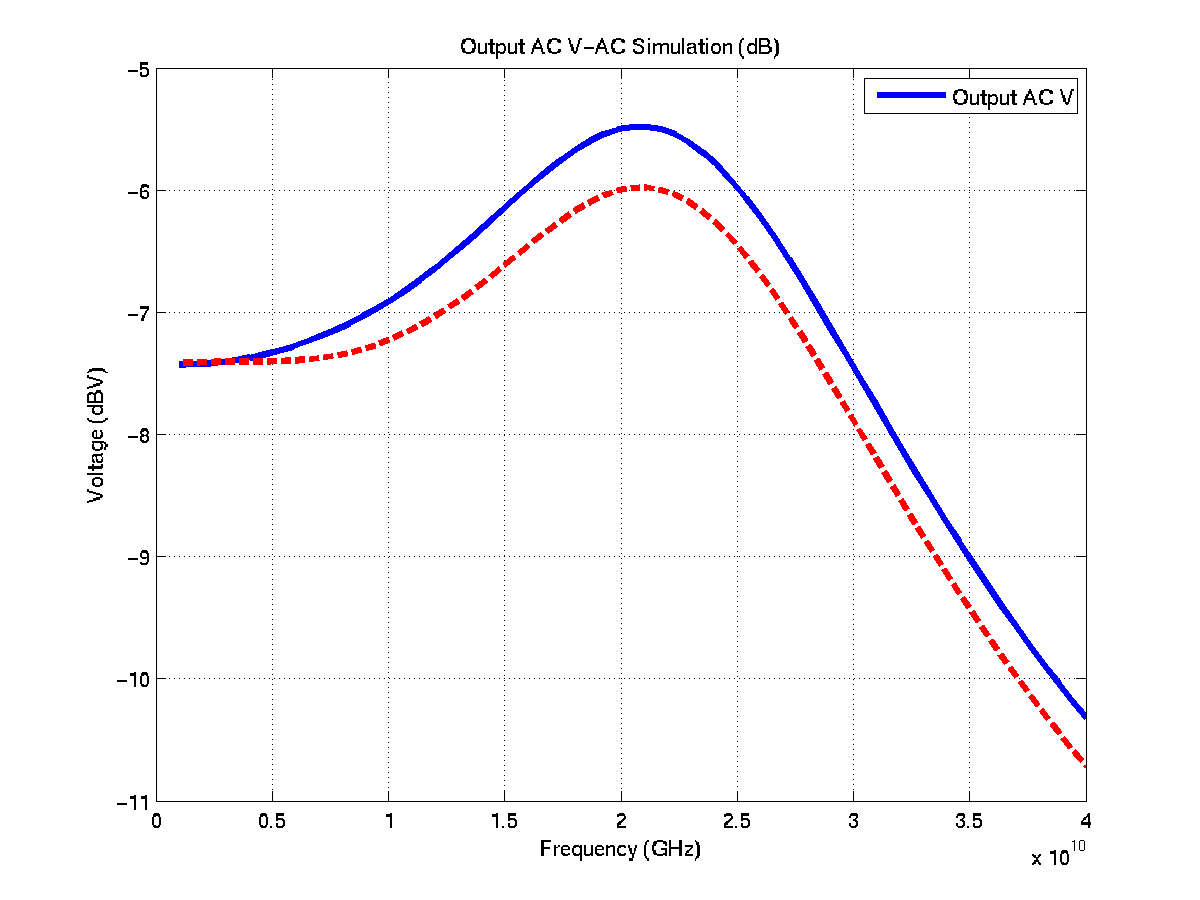 Output AC V−AC Simulation (dB)
Output AC V
Voltage (dBV)
−5
−6
−7
−8
−9
−10
−11
0 0.5 1 1.5 2 2.5 3 3.5 4
Frequency (GHz)
x 10^10